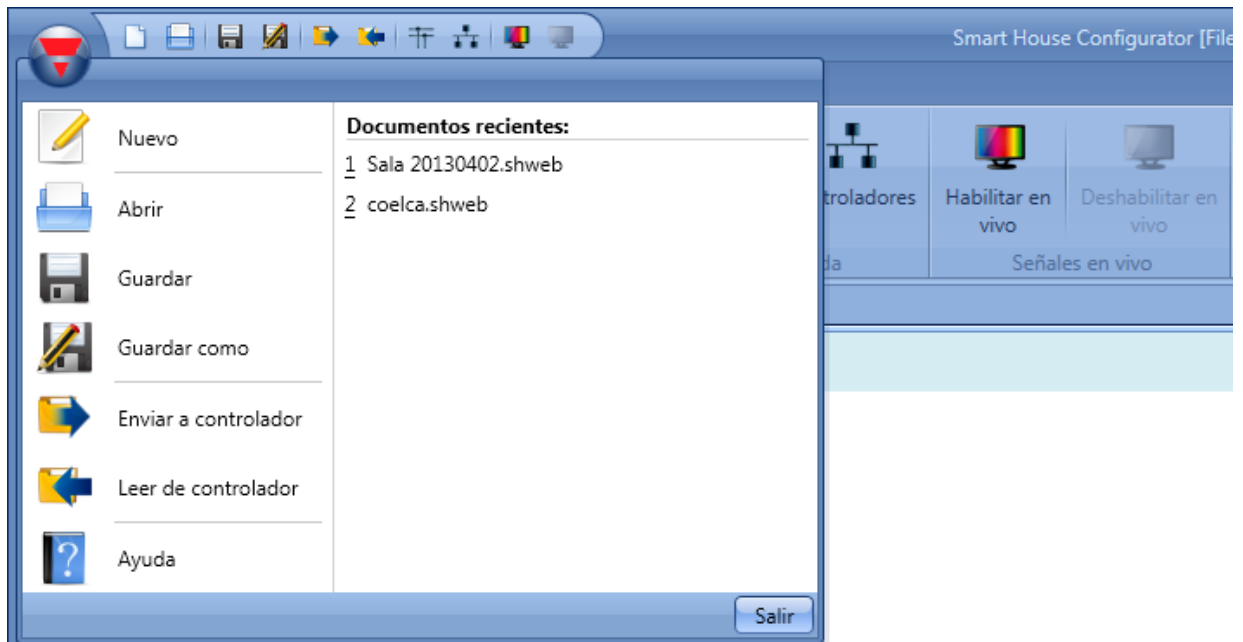 Smart House Configurator [File
Nuevo
Abrir
Guardar
Guardar como
Enviar a controlador
Leer de controlador
Ayuda
Documentos recientes:
1 Sala 20130402.shweb
2 coelca.shweb
Salir
troladores
Habilitar en
vivo
Deshabilitar en
vivo
da
Señales en vivo